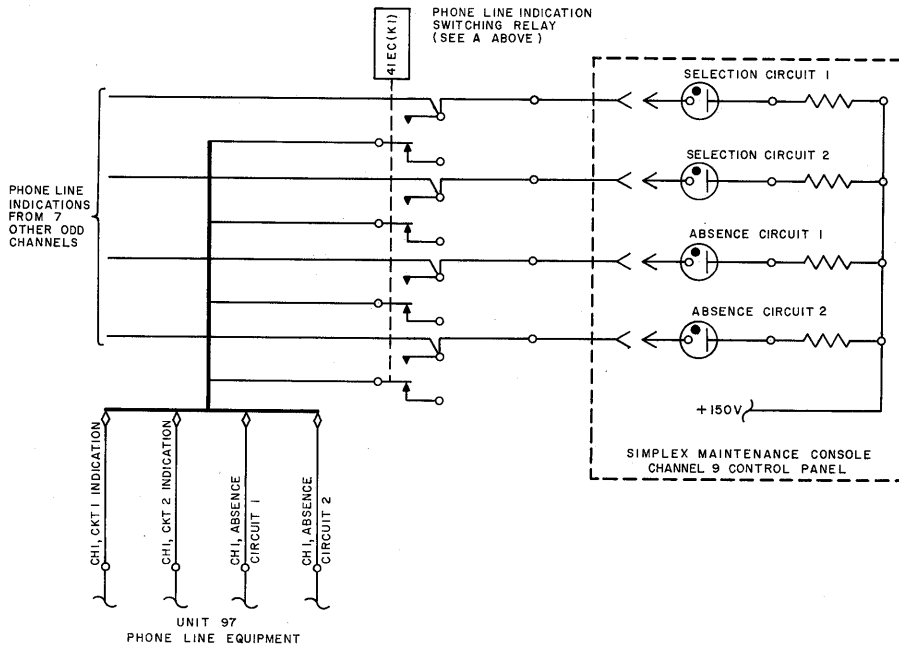 PHONE LINE INDICATION
SWITCHING RELAY
(SEE A ABOVE)
41EC(K1)
SELECTION CIRCUIT 1
SELECTION CIRCUIT 2
ABSENCE CIRCUIT 1
ABSENCE CIRCUIT 2
PHONE LINE
INDICATIONS
FROM 7
OTHER ODD
CHANNELS
+150V
SIMPLEX MAINTENANCE CONSOLE
CHANNEL 9 CONTROL PANEL
CH1, CKT 1 INDICATION
CH1, CKT 2 INDICATION
CH1, ABSENCE
CIRCUIT 1
CH1, ABSENCE
CIRCUIT 2
UNIT 97
PHONE LINE EQUIPMENT